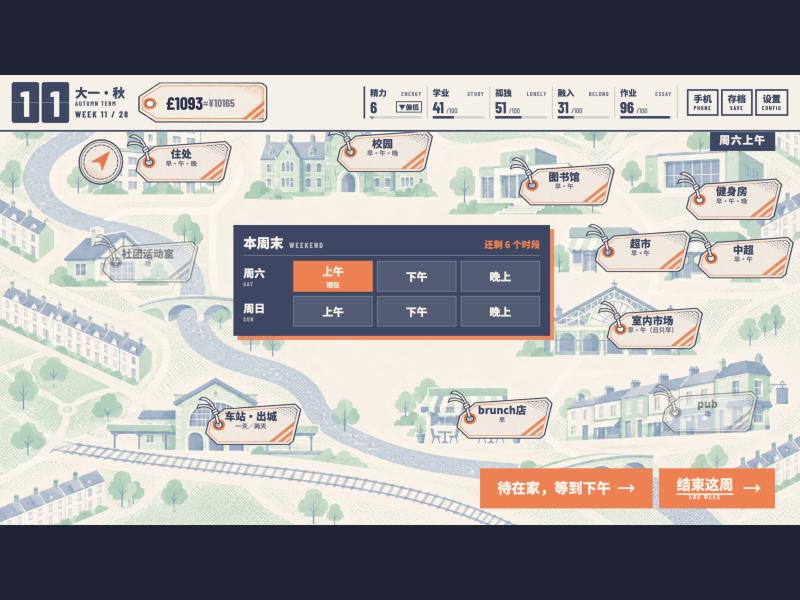 11
大一·秋
AUTUMN TERM
WEEK 11 / 28
£1093≈¥10165
精力 ENERGY
6 ▼偏低
学业 STUDY
41 /100
孤独 LONELY
51 /100
融入 BELONG
31 /100
作业 ESSAY
96 /100
手机
PHONE
存档
SAVE
设置
CONFIG
周六上午
住处
早·午·晚
校园
早·午·晚
图书馆
早·午
健身房
早·午·晚
社团活动室
晚
超市
早·午·晚
中超
早·午
室内市场
早·午（日只早）
本周末 WEEKEND
还剩 6 个时段
周六
SAT
上午
现在
下午
晚上
周日
SUN
上午
下午
晚上
车站·出城
一天／两天
brunch店
早
pub
待在家，等到下午 →
结束这周 →
END WEEK